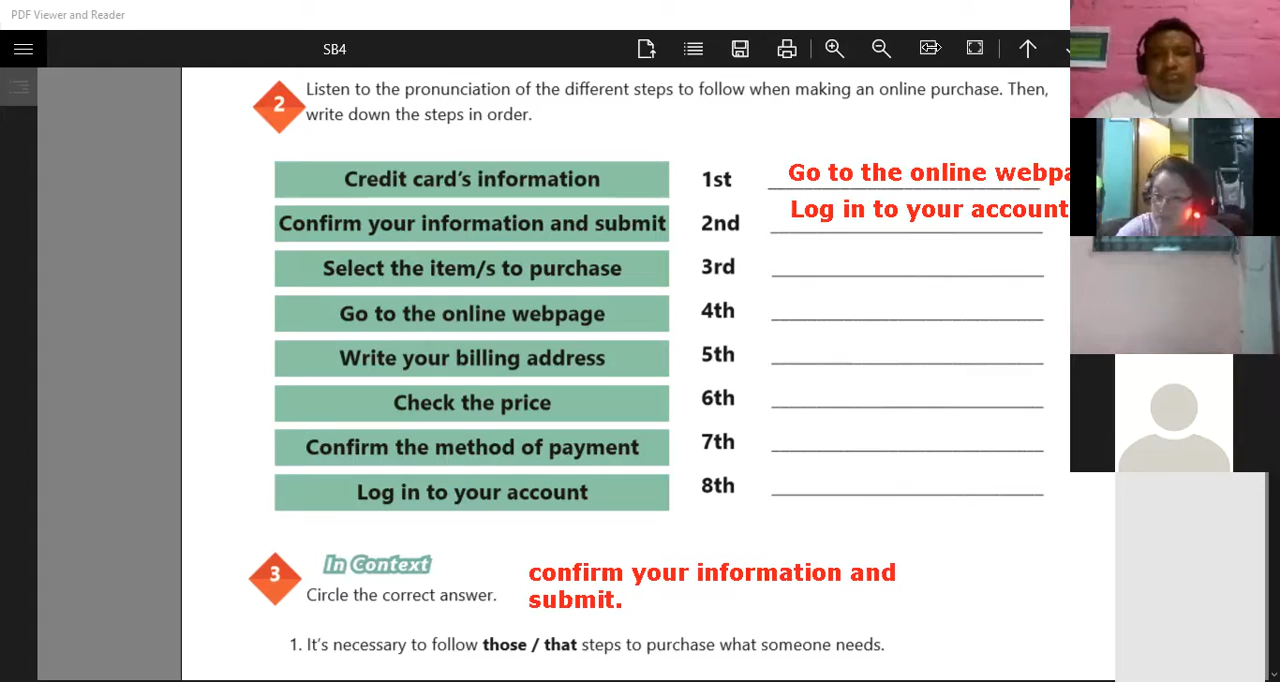 PDF Viewer and Reader
SB4
2 Listen to the pronunciation of the different steps to follow when making an online purchase. Then,
write down the steps in order.
Credit card's information
1st
Go to the online webpa
Confirm your information and submit
2nd
Log in to your account
Select the item/s to purchase
3rd
Go to the online webpage
4th
Write your billing address
5th
Check the price
6th
Confirm the method of payment
7th
Log in to your account
8th
3 In Context
Circle the correct answer.
confirm your information and
submit.
1. It's necessary to follow those / that steps to purchase what someone needs.